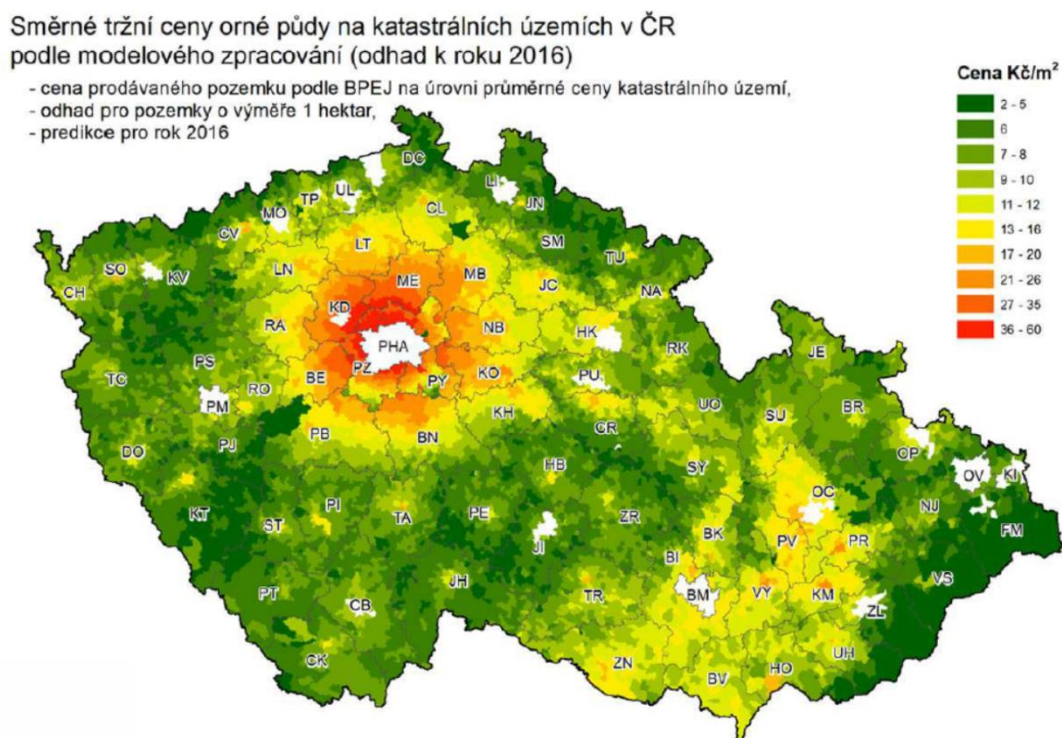 Směrné tržní ceny orné půdy na katastrálních územích v ČR
podle modelového zpracování (odhad k roku 2016)
- cena prodávaného pozemku podle BPEJ na úrovni průměrné ceny katastrálního území,
- odhad pro pozemky o výměře 1 hektar,
- predikce pro rok 2016
Cena Kč/m²
2 - 5
6
7 - 8
9 - 10
11 - 12
13 - 16
17 - 20
21 - 26
27 - 35
36 - 60
DC
LI
UL
TP
MO
CL
JN
CV
LT
SM
TU
SO
KV
LN
ME
MB
JC
NA
CH
KD
RA
NB
HK
PHA
RK
JE
PS
TC
BE
PZ
PY
KO
PU
RO
PM
KH
UO
SU
BR
PB
BN
CR
DO
PJ
OP
HB
SY
OV
KI
KT
ST
PI
TA
PE
ZR
OC
NJ
FM
JI
BK
PV
PR
BI
VS
PT
JH
TR
BM
VY
KM
CB
ZL
CK
ZN
BV
HO
UH